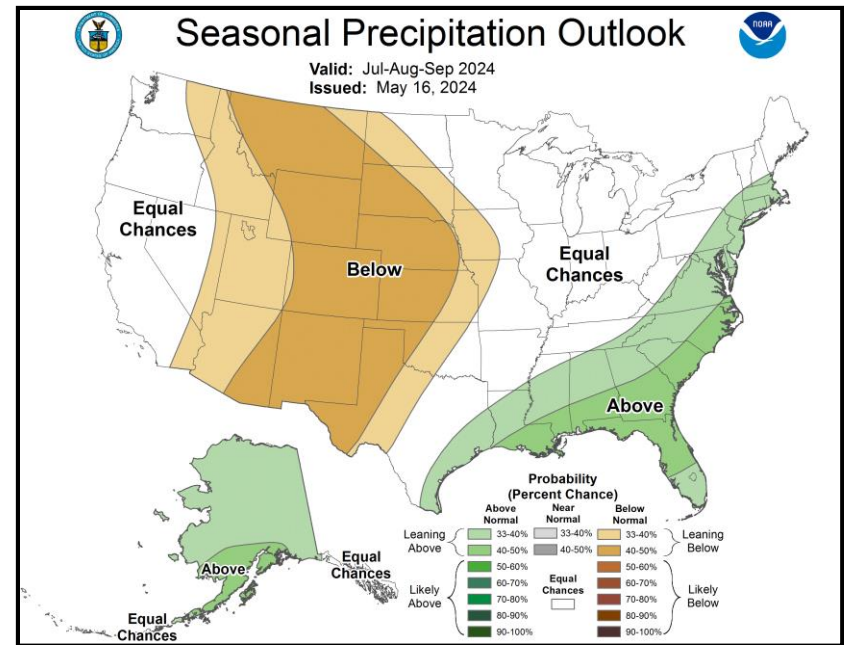 Seasonal Precipitation Outlook
NOAA
Valid: Jul-Aug-Sep 2024
Issued: May 16, 2024
Equal
Chances
Below
Equal
Chances
Above
Above
Equal
Chances
Equal
Chances
Probability
(Percent Chance)
Above
Normal
Near
Normal
Below
Normal
Leaning
Above
33-40%
33-40%
33-40%
Leaning
Below
40-50%
40-50%
40-50%
Likely
Above
50-60%
60-70%
70-80%
80-90%
90-100%
Equal
Chances
50-60%
60-70%
70-80%
80-90%
90-100%
Likely
Below